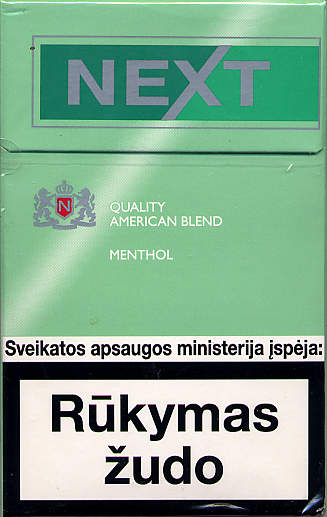 NEXT
N
QUALITY
AMERICAN BLEND
MENTHOL
Sveikatos apsaugos ministerija įspėja:
Rūkymas
žudo